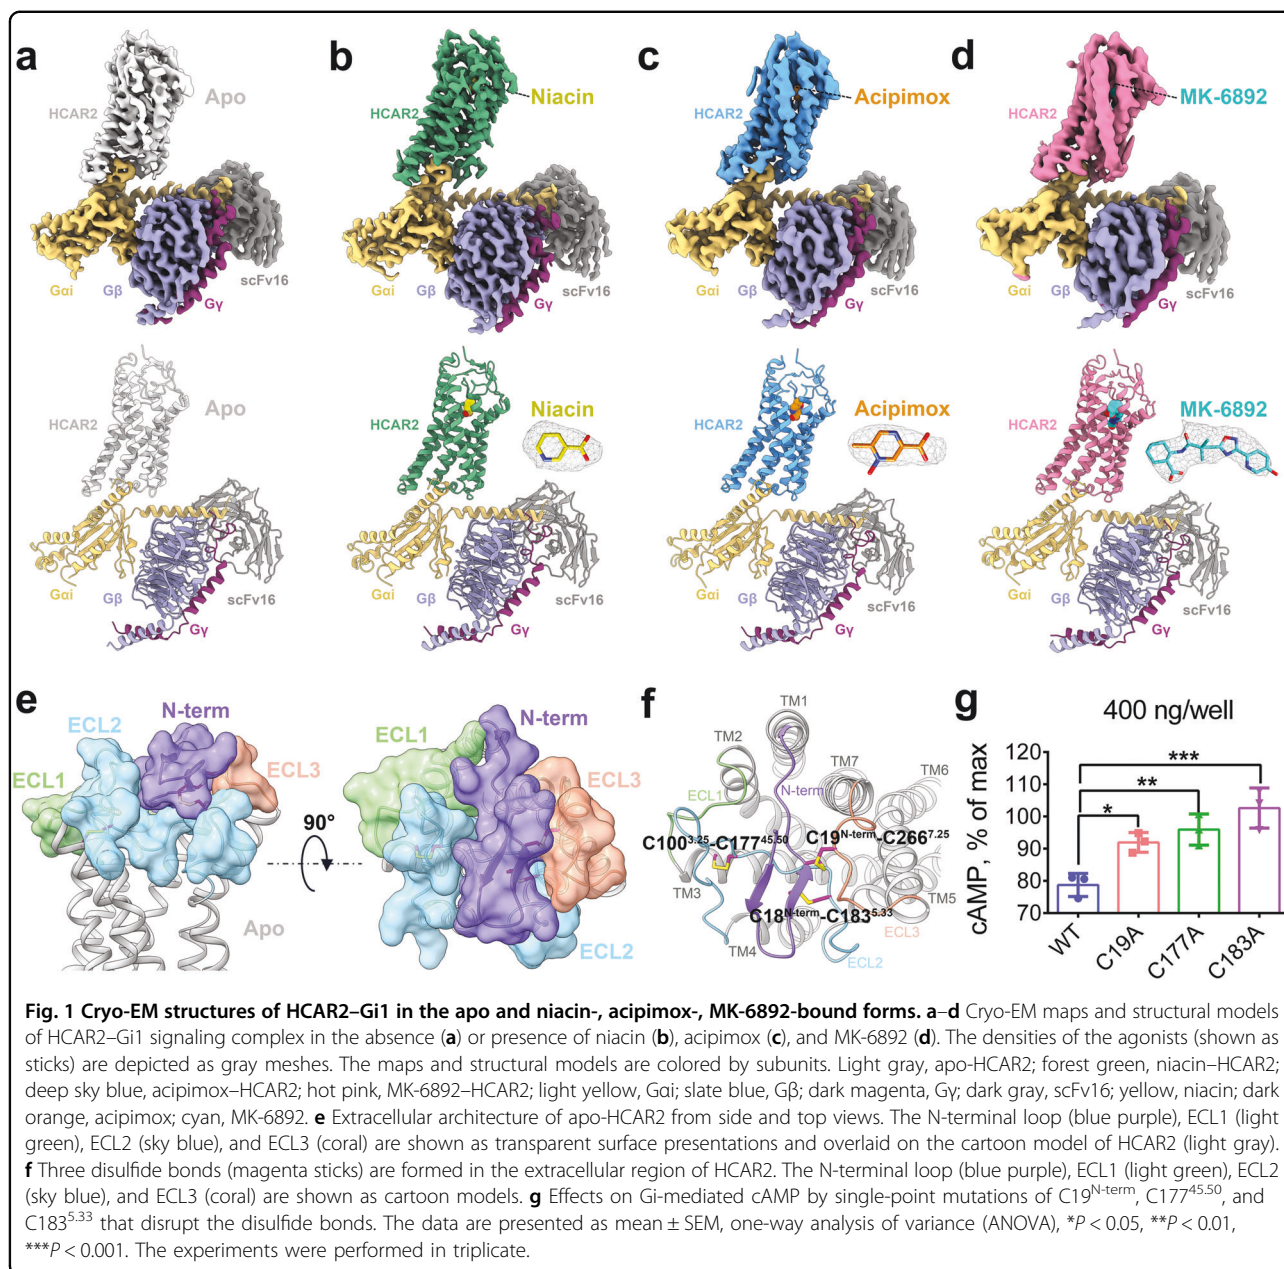 a
Apo
HCAR2
Gαi
Gβ
Gγ
scFv16
HCAR2
Apo
Gαi
Gβ
Gγ
scFv16
b
Niacin
HCAR2
Gαi
Gβ
Gγ
scFv16
HCAR2
Niacin
Gαi
Gβ
Gγ
scFv16
c
Acipimox
HCAR2
Gαi
Gβ
Gγ
scFv16
HCAR2
Acipimox
Gαi
Gβ
Gγ
scFv16
d
MK-6892
HCAR2
Gαi
Gβ
Gγ
scFv16
HCAR2
MK-6892
Gαi
Gβ
Gγ
scFv16
e
ECL2
N-term
ECL1
ECL3
Apo
90°
N-term
ECL1
ECL3
ECL2
f
TM1
TM2
TM7
TM6
N-term
ECL1
C100³·²⁵-C177⁴⁵·⁵⁰
C19ᴺ⁻ᵗᵉʳᵐ-C266⁷·²⁵
TM3
TM5
C18ᴺ⁻ᵗᵉʳᵐ-C183⁵·³³
TM4
ECL3
ECL2
g
400 ng/well
cAMP, % of max
120
110
100
90
80
70
***
**
*
WT
C19A
C177A
C183A
Fig. 1 Cryo-EM structures of HCAR2–Gi1 in the apo and niacin-, acipimox-, MK-6892-bound forms. a–d Cryo-EM maps and structural models
of HCAR2–Gi1 signaling complex in the absence (a) or presence of niacin (b), acipimox (c), and MK-6892 (d). The densities of the agonists (shown as
sticks) are depicted as gray meshes. The maps and structural models are colored by subunits. Light gray, apo-HCAR2; forest green, niacin–HCAR2;
deep sky blue, acipimox–HCAR2; hot pink, MK-6892–HCAR2; light yellow, Gαi; slate blue, Gβ; dark magenta, Gγ; dark gray, scFv16; yellow, niacin; dark
orange, acipimox; cyan, MK-6892. e Extracellular architecture of apo-HCAR2 from side and top views. The N-terminal loop (blue purple), ECL1 (light
green), ECL2 (sky blue), and ECL3 (coral) are shown as transparent surface presentations and overlaid on the cartoon model of HCAR2 (light gray).
f Three disulfide bonds (magenta sticks) are formed in the extracellular region of HCAR2. The N-terminal loop (blue purple), ECL1 (light green), ECL2
(sky blue), and ECL3 (coral) are shown as cartoon models. g Effects on Gi-mediated cAMP by single-point mutations of C19ᴺ⁻ᵗᵉʳᵐ, C177⁴⁵·⁵⁰, and
C183⁵·³³ that disrupt the disulfide bonds. The data are presented as mean ± SEM, one-way analysis of variance (ANOVA), *P < 0.05, **P < 0.01,
***P < 0.001. The experiments were performed in triplicate.